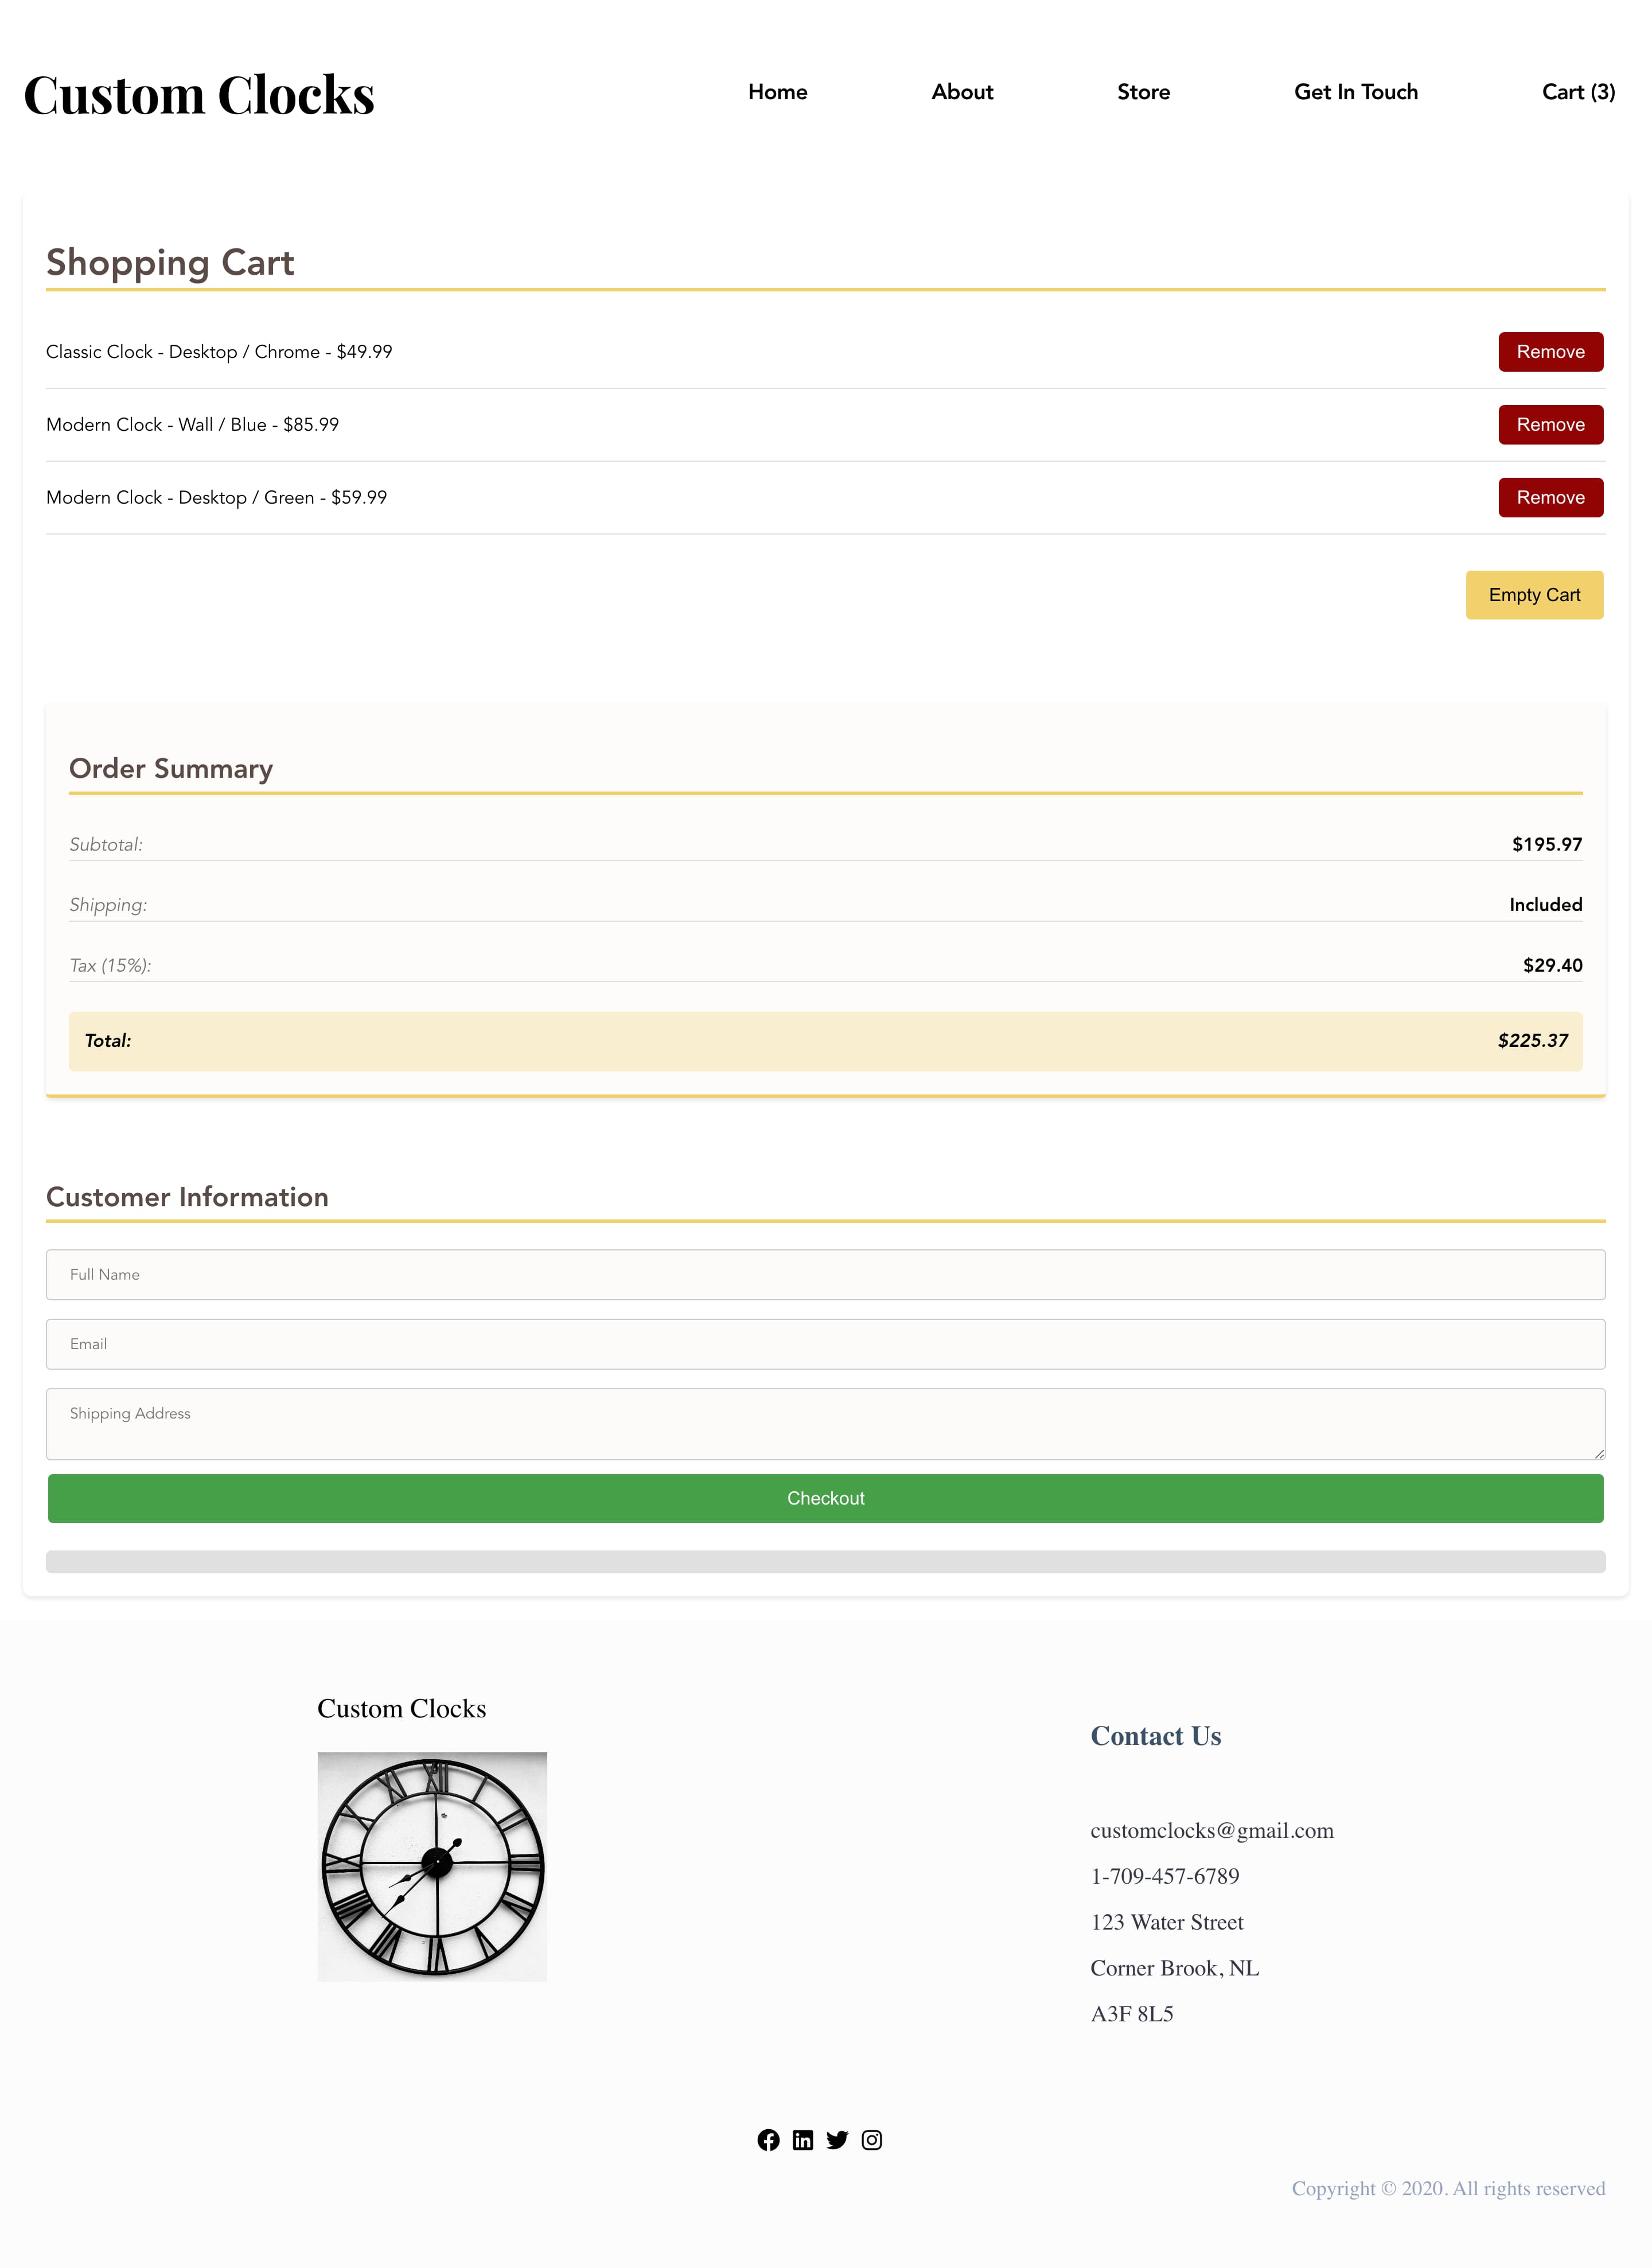 Custom Clocks
Home About Store Get In Touch Cart (3)
Shopping Cart
Classic Clock - Desktop / Chrome - $49.99 Remove
Modern Clock - Wall / Blue - $85.99 Remove
Modern Clock - Desktop / Green - $59.99 Remove
Empty Cart
Order Summary
Subtotal: $195.97
Shipping: Included
Tax (15%): $29.40
Total: $225.37
Customer Information
Full Name
Email
Shipping Address
Checkout
Custom Clocks
Contact Us
customclocks@gmail.com
1-709-457-6789
123 Water Street
Corner Brook, NL
A3F 8L5
Copyright © 2020. All rights reserved